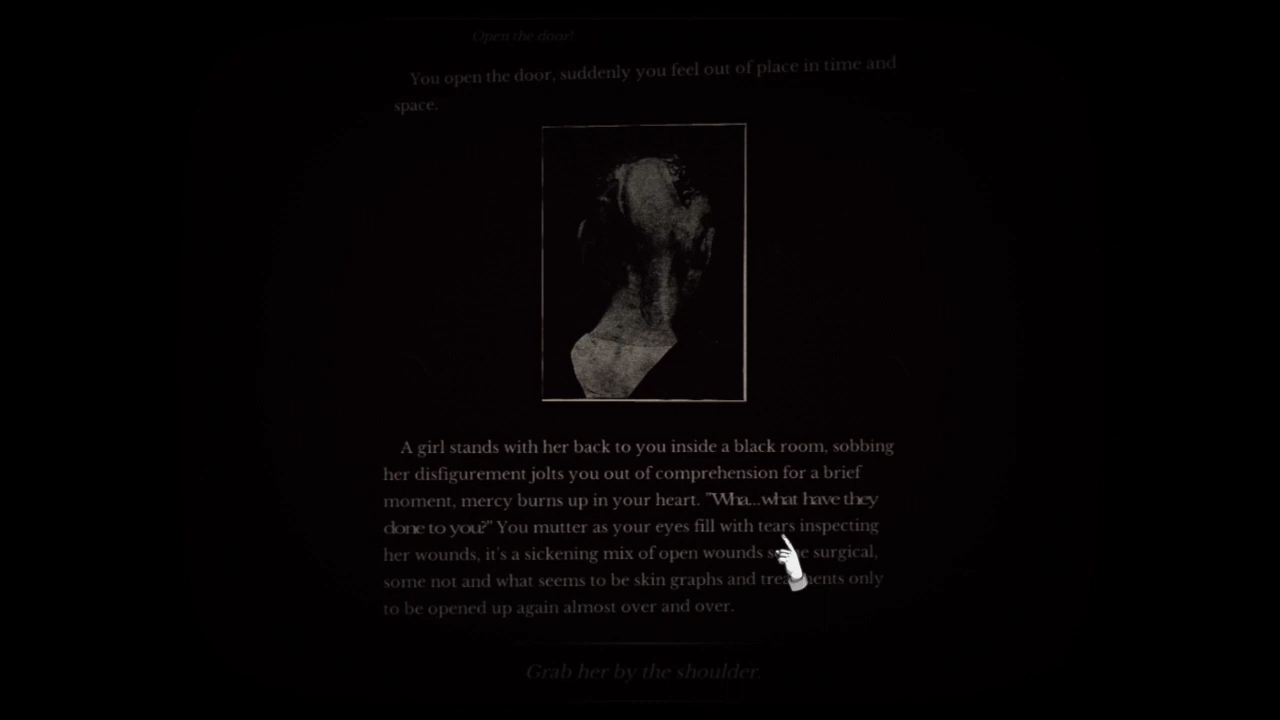 Open the door!
You open the door, suddenly you feel out of place in time and
space.
A girl stands with her back to you inside a black room, sobbing
her disfigurement jolts you out of comprehension for a brief
moment, mercy burns up in your heart. "Wha...what have they
done to you?" You mutter as your eyes fill with tears inspecting
her wounds, it's a sickening mix of open wounds surgical,
some not and what seems to be skin graphs and only
to be opened up again almost over and over.
Grab her by the shoulder.